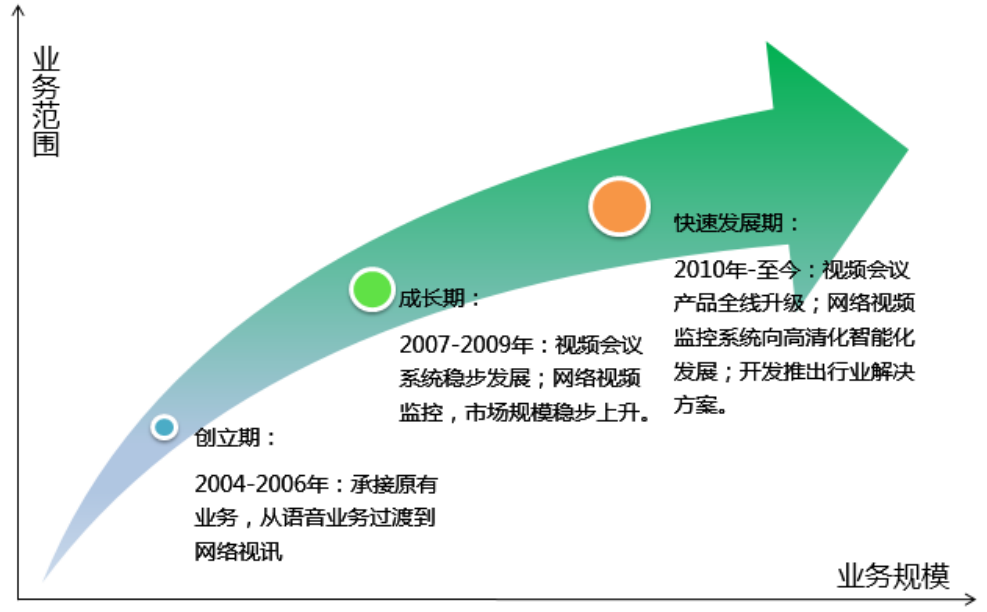 业务范围
快速发展期：
2010年-至今：视频会议
产品全线升级；网络视频
监控系统向高清化智能化
发展；开发推出行业解决
方案。
成长期：
2007-2009年：视频会议
系统稳步发展；网络视频
监控，市场规模稳步上升。
创立期：
2004-2006年：承接原有
业务，从语音业务过渡到
网络视讯
业务规模